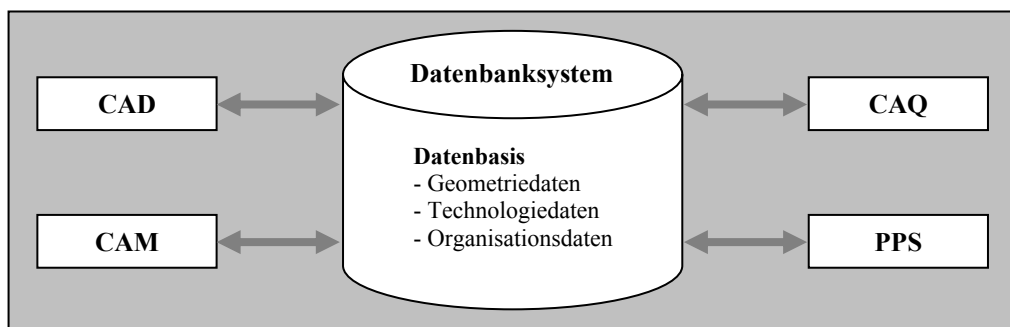 Datenbanksystem
CAD
CAQ
Datenbasis
- Geometriedaten
- Technologiedaten
- Organisationsdaten
CAM
PPS